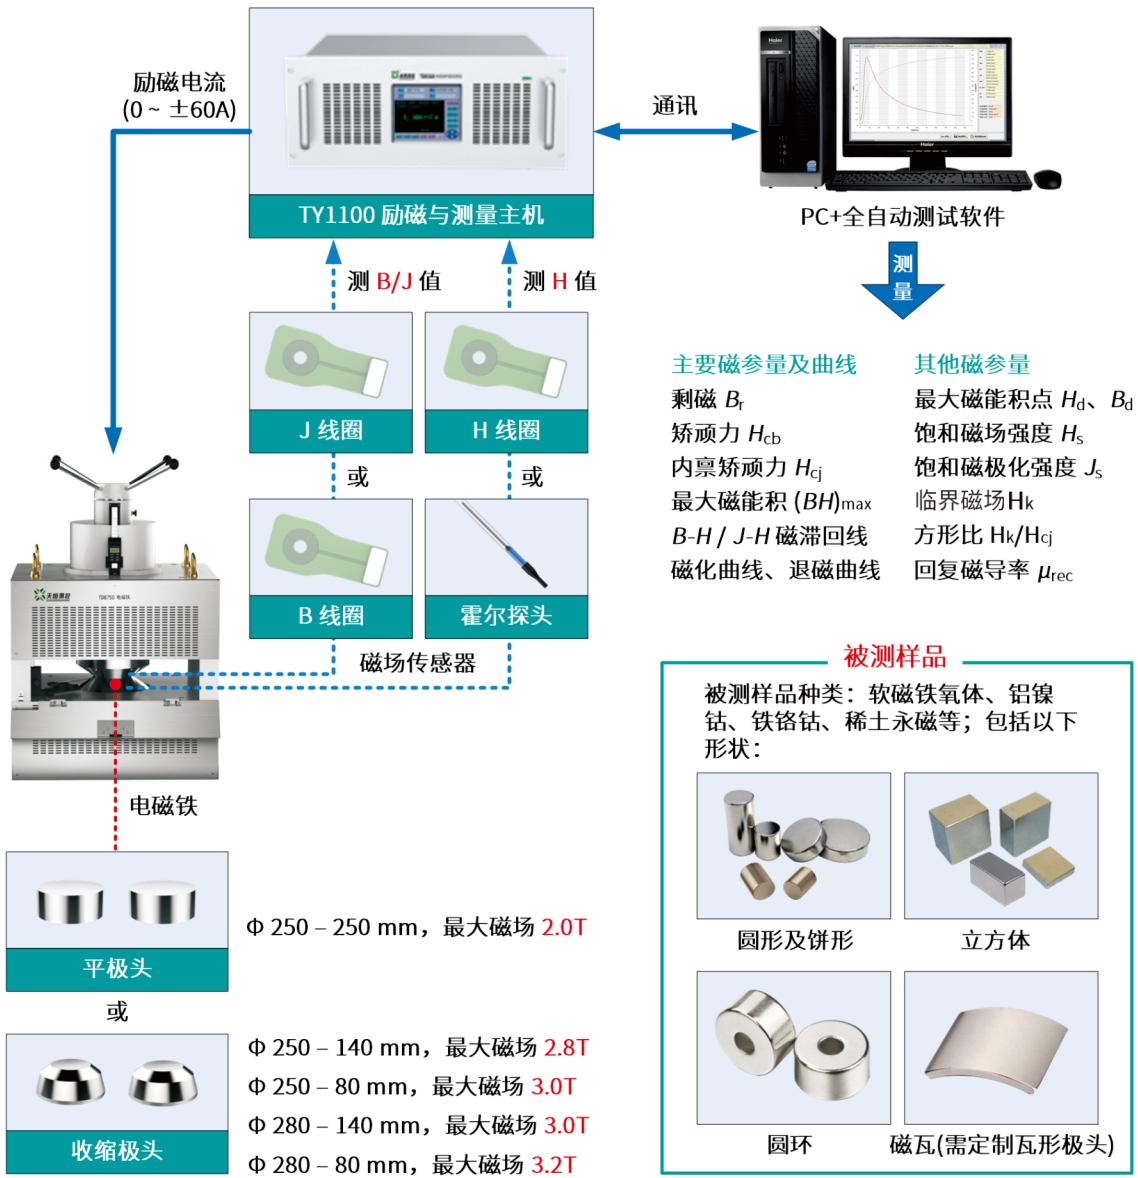 励磁电流
(0 ~ ±60A)
TY1100 励磁与测量主机
通讯
Haier
Haier
PC+全自动测试软件
测 B/J 值
测 H 值
测
量
J 线圈
H 线圈
或
或
B 线圈
霍尔探头
磁场传感器
主要磁参量及曲线
剩磁 Br
矫顽力 Hcb
内禀矫顽力 Hcj
最大磁能积 (BH)max
B-H / J-H 磁滞回线
磁化曲线、退磁曲线
其他磁参量
最大磁能积点 Hd、Bd
饱和磁场强度 Hs
饱和磁极化强度 Js
临界磁场Hk
方形比 Hk/Hcj
回复磁导率 μrec
天恒测控
TD8750 电磁铁
电磁铁
平极头
Φ 250 – 250 mm，最大磁场 2.0T
或
收缩极头
Φ 250 – 140 mm，最大磁场 2.8T
Φ 250 – 80 mm，最大磁场 3.0T
Φ 280 – 140 mm，最大磁场 3.0T
Φ 280 – 80 mm，最大磁场 3.2T
被测样品
被测样品种类：软磁铁氧体、铝镍
钴、铁铬钴、稀土永磁等；包括以下
形状：
圆形及饼形
立方体
圆环
磁瓦(需定制瓦形极头)